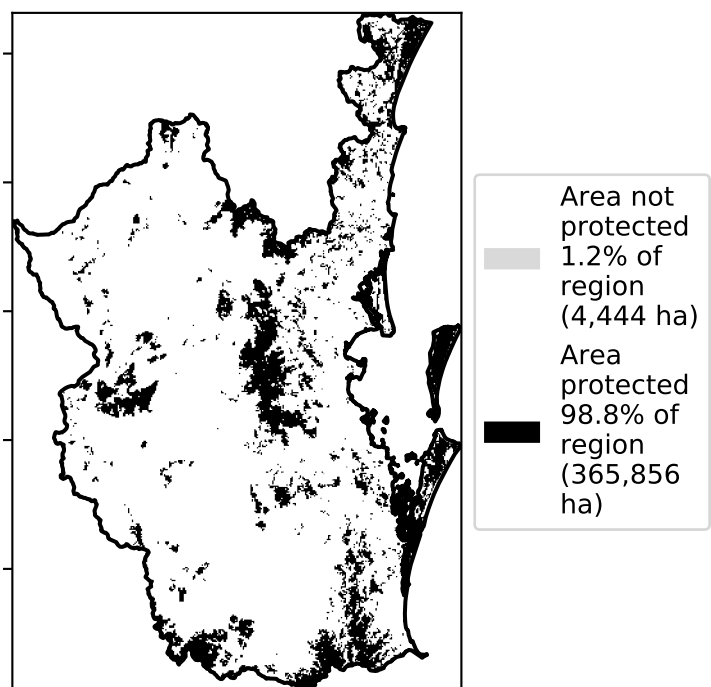 Area not
protected
1.2% of
region
(4,444 ha)
Area
protected
98.8% of
region
(365,856
ha)